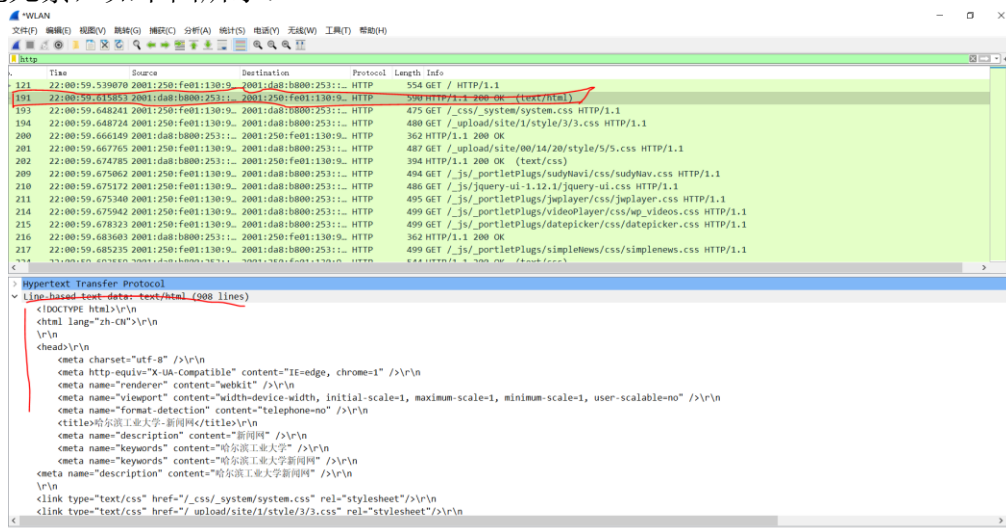 *WLAN
文件(F) 编辑(E) 视图(V) 跳转(G) 捕获(C) 分析(A) 统计(S) 电话(Y) 无线(W) 工具(T) 帮助(H)
http
Time Source Destination Protocol Length Info
121 22:00:59.539070 2001:250:fe01:130:9… 2001:da8:b800:253::… HTTP 554 GET / HTTP/1.1
191 22:00:59.615853 2001:da8:b800:253::… 2001:250:fe01:130:9… HTTP 590 HTTP/1.1 200 OK (text/html)
193 22:00:59.648241 2001:250:fe01:130:9… 2001:da8:b800:253::… HTTP 475 GET /_css/_system/system.css HTTP/1.1
194 22:00:59.648724 2001:250:fe01:130:9… 2001:da8:b800:253::… HTTP 480 GET /_upload/site/1/style/3/3.css HTTP/1.1
200 22:00:59.666149 2001:da8:b800:253::… 2001:250:fe01:130:9… HTTP 362 HTTP/1.1 200 OK
201 22:00:59.667765 2001:250:fe01:130:9… 2001:da8:b800:253::… HTTP 487 GET /_upload/site/00/14/20/style/5/5.css HTTP/1.1
202 22:00:59.674785 2001:da8:b800:253::… 2001:250:fe01:130:9… HTTP 394 HTTP/1.1 200 OK (text/css)
209 22:00:59.675062 2001:250:fe01:130:9… 2001:da8:b800:253::… HTTP 494 GET /_js/_portletPlugs/sudyNavi/css/sudyNav.css HTTP/1.1
210 22:00:59.675172 2001:250:fe01:130:9… 2001:da8:b800:253::… HTTP 486 GET /_js/jquery-ui-1.12.1/jquery-ui.css HTTP/1.1
211 22:00:59.675340 2001:250:fe01:130:9… 2001:da8:b800:253::… HTTP 495 GET /_js/_portletPlugs/jwplayer/css/jwplayer.css HTTP/1.1
214 22:00:59.675942 2001:250:fe01:130:9… 2001:da8:b800:253::… HTTP 499 GET /_js/_portletPlugs/videoPlayer/css/wp_videos.css HTTP/1.1
215 22:00:59.678323 2001:250:fe01:130:9… 2001:da8:b800:253::… HTTP 499 GET /_js/_portletPlugs/datepicker/css/datepicker.css HTTP/1.1
216 22:00:59.683603 2001:da8:b800:253::… 2001:250:fe01:130:9… HTTP 362 HTTP/1.1 200 OK
217 22:00:59.685235 2001:250:fe01:130:9… 2001:da8:b800:253::… HTTP 499 GET /_js/_portletPlugs/simpleNews/css/simplenews.css HTTP/1.1
Hypertext Transfer Protocol
Line-based text data: text/html (908 lines)
<!DOCTYPE html>\r\n
<html lang="zh-CN">\r\n
\r\n
<head>\r\n
<meta charset="utf-8" />\r\n
<meta http-equiv="X-UA-Compatible" content="IE=edge, chrome=1" />\r\n
<meta name="renderer" content="webkit" />\r\n
<meta name="viewport" content="width=device-width, initial-scale=1, maximum-scale=1, minimum-scale=1, user-scalable=no" />\r\n
<meta name="format-detection" content="telephone=no" />\r\n
<title>哈尔滨工业大学-新闻网</title>\r\n
<meta name="description" content="新闻网" />\r\n
<meta name="keywords" content="哈尔滨工业大学" />\r\n
<meta name="keywords" content="哈尔滨工业大学新闻网" />\r\n
<meta name="description" content="哈尔滨工业大学新闻网" />\r\n
\r\n
<link type="text/css" href="/_css/_system/system.css" rel="stylesheet"/>\r\n
<link type="text/css" href="/_upload/site/1/style/3/3.css" rel="stylesheet"/>\r\n